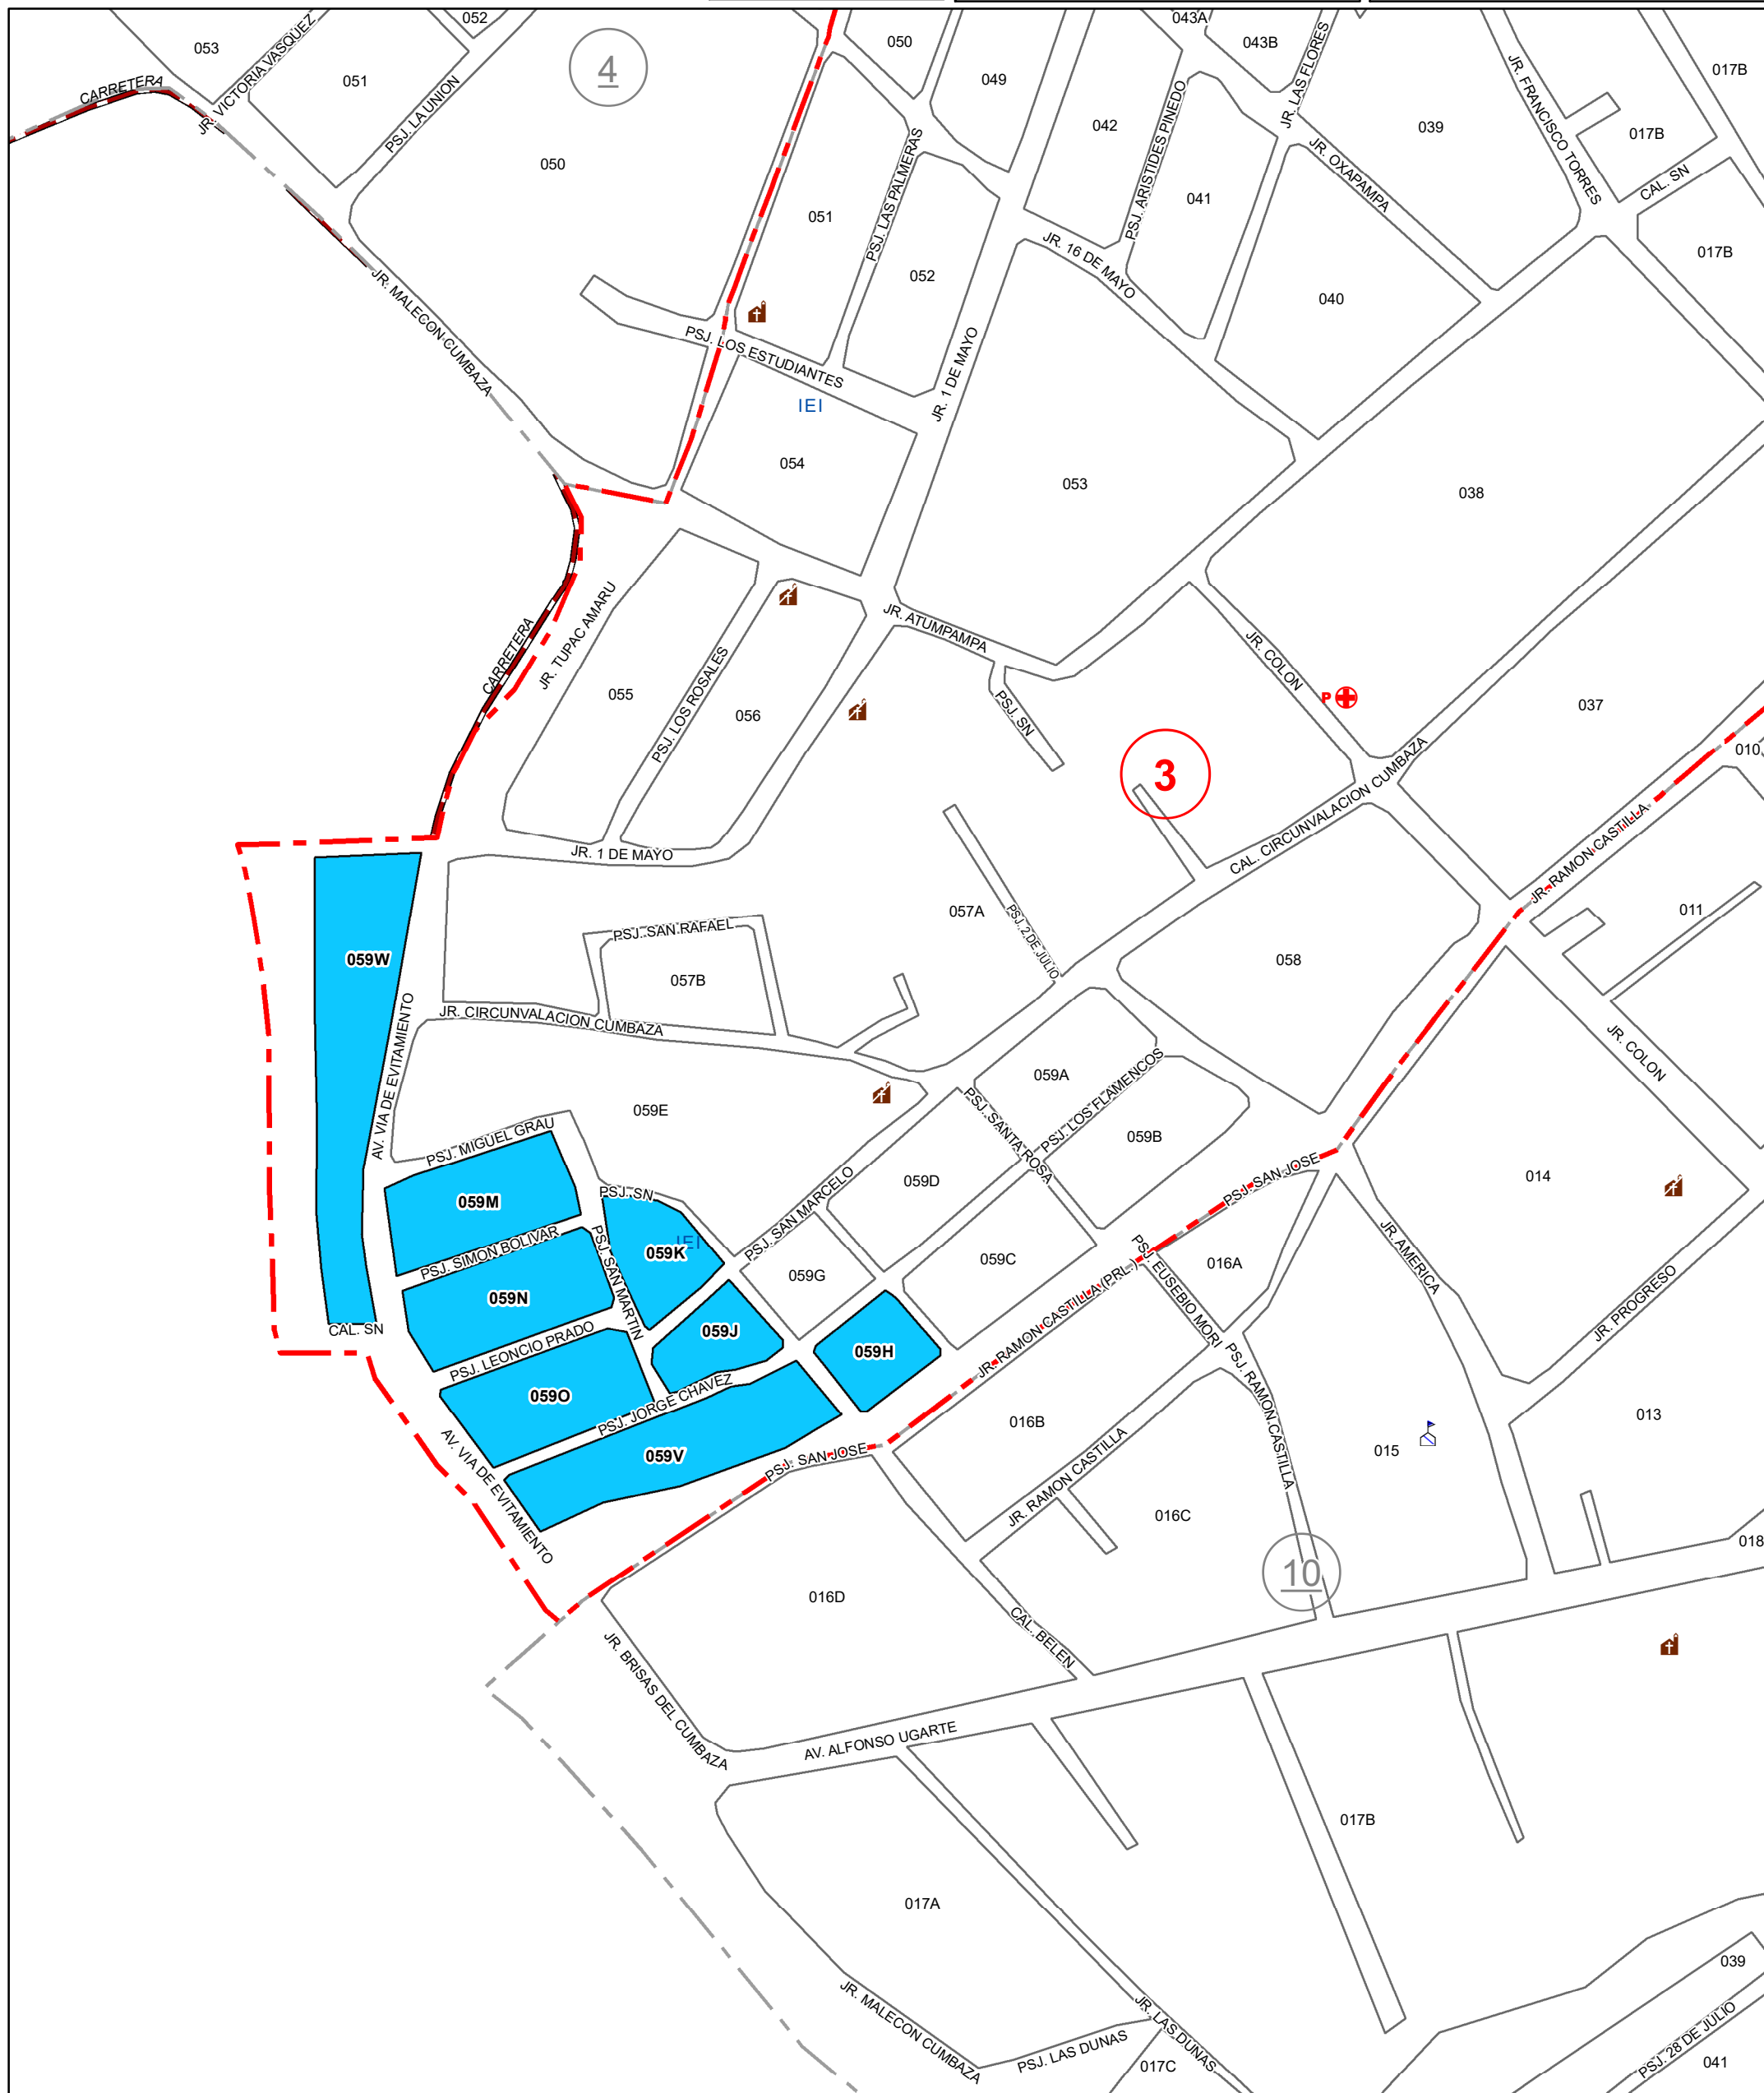 052
043A
053
JR. VICTORIA VASQUEZ
4
050
043B
JR. LAS FLORES
051
049
017B
CARRETERA
PSJ. LA UNION
JR. FRANCISCO TORRES
042
PSJ. ARISTIDES PINEDO
039
017B
050
PSJ. LAS PALMERAS
JR. OXAPAMPA
CAL. SN
051
041
JR. 16 DE MAYO
017B
052
040
JR. MALECON CUMBAZA
PSJ. LOS ESTUDIANTES
JR. 1 DE MAYO
IEI
054
053
038
JR. TUPAC AMARU
JR. ATUMPAMPA
CARRETERA
JR. COLON
055
PSJ. LOS ROSALES
P
056
PSJ. SN
037
010
3
CAL. CIRCUNVALACION CUMBAZA
JR. 1 DE MAYO
JR. RAMON CASTILLA
057A
PSJ. 2 DE JULIO
011
PSJ. SAN RAFAEL
059W
058
057B
JR. CIRCUNVALACION CUMBAZA
AV. VIA DE EVITAMIENTO
JR. COLON
059A
PSJ. LOS FLAMENCOS
059E
PSJ. SANTA ROSA
059B
PSJ. MIGUEL GRAU
059D
PSJ. SAN JOSE
014
059M
PSJ. SN
PSJ. SAN MARCELO
PSJ. SIMON BOLIVAR
IEI
059K
059C
016A
JR. AMERICA
059G
PSJ. SAN MARTIN
PSJ. EUSEBIO MORI
059N
JR. RAMON CASTILLA (PRL.)
JR. PROGRESO
CAL. SN
059J
PSJ. LEONCIO PRADO
059H
059O
PSJ. JORGE CHAVEZ
PSJ. RAMON CASTILLA
016B
013
059V
PSJ. SAN JOSE
015
AV. VIA DE EVITAMIENTO
JR. RAMON CASTILLA
016C
018
10
016D
CAL. BELEN
JR. BRISAS DEL CUMBAZA
AV. ALFONSO UGARTE
017B
017A
039
JR. MALECON CUMBAZA
JR. LAS DUNAS
PSJ. LAS DUNAS
PSJ. 28 DE JULIO
017C
041